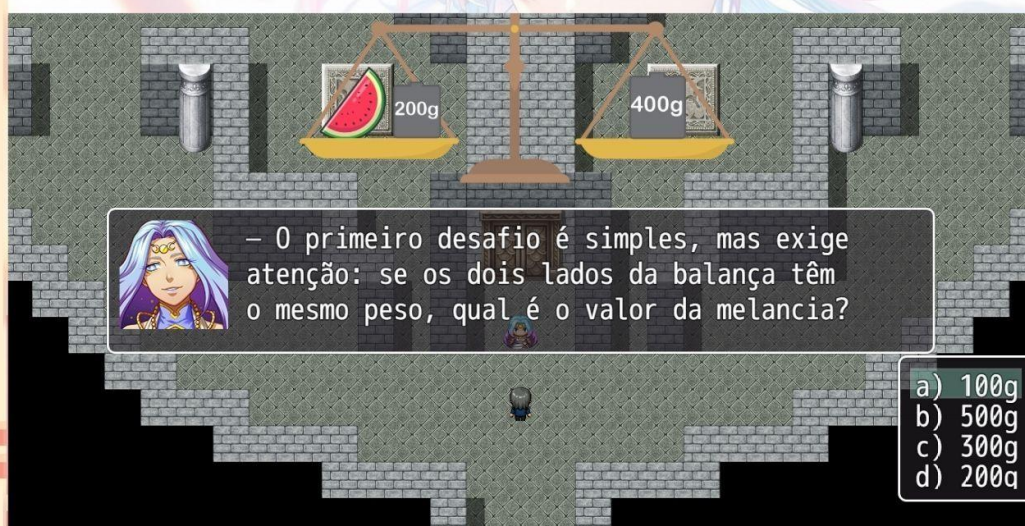 200g
400g
— O primeiro desafio é simples, mas exige
atenção: se os dois lados da balança têm
o mesmo peso, qual é o valor da melancia?
a) 100g
b) 500g
c) 300g
d) 200g